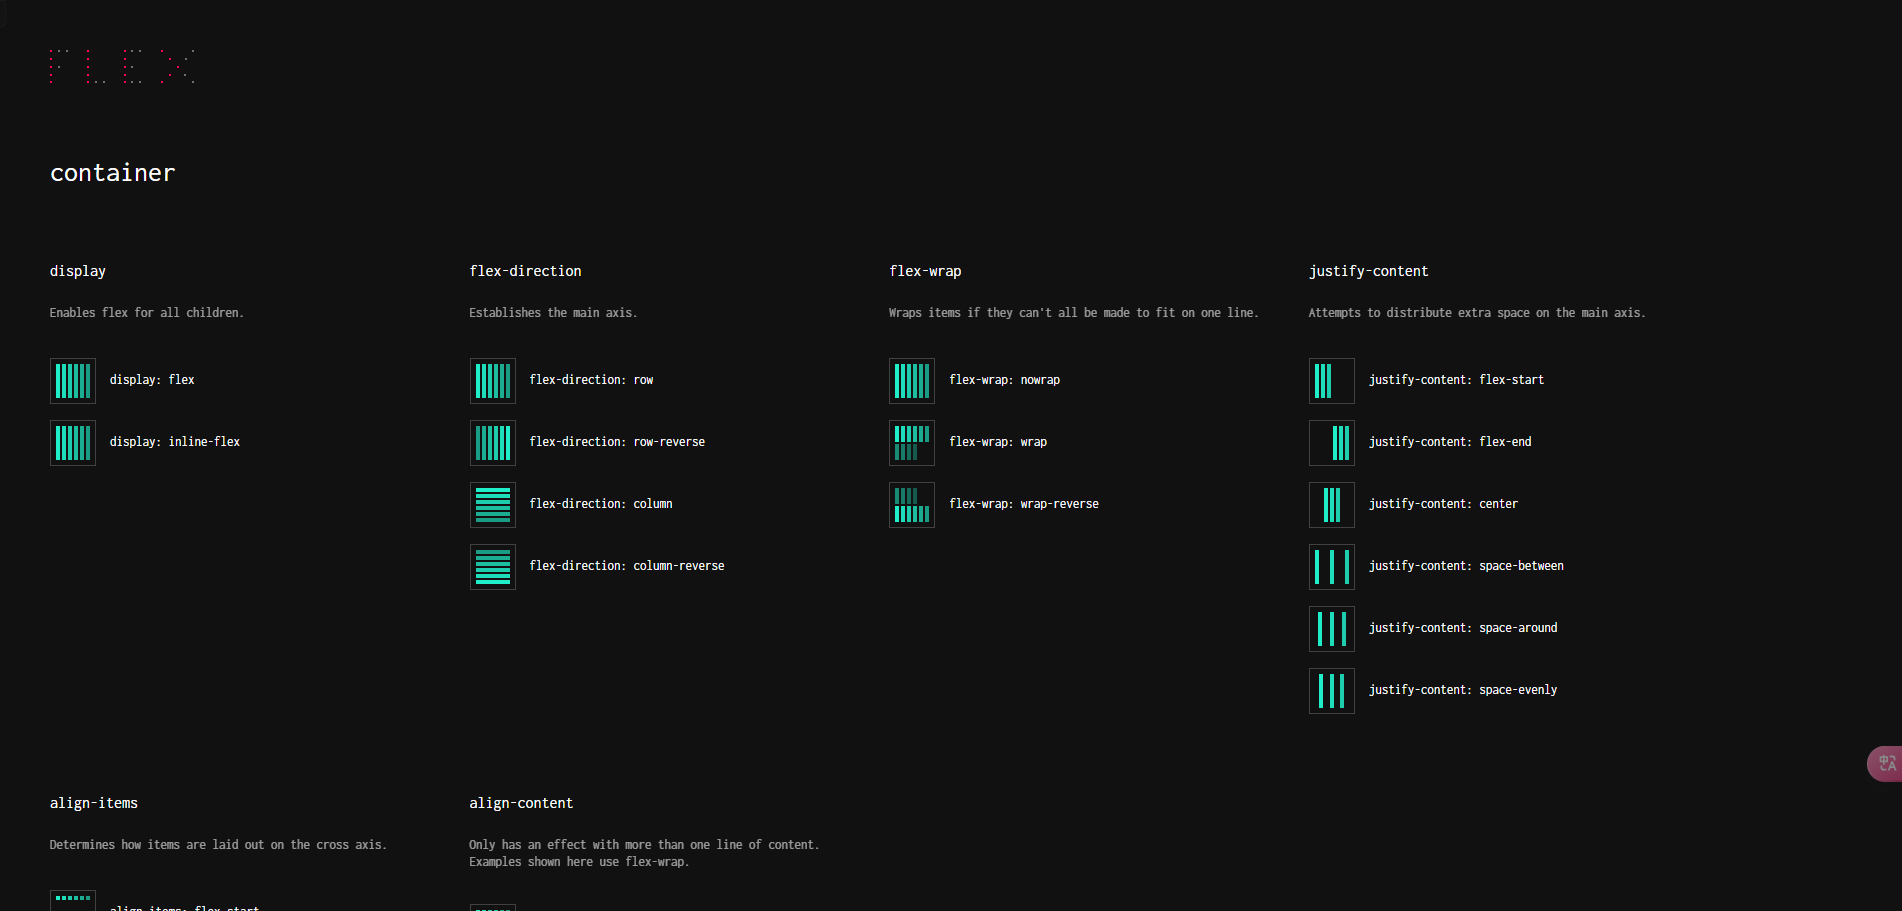 FLEX
container
display
Enables flex for all children.
display: flex
display: inline-flex
flex-direction
Establishes the main axis.
flex-direction: row
flex-direction: row-reverse
flex-direction: column
flex-direction: column-reverse
flex-wrap
Wraps items if they can't all be made to fit on one line.
flex-wrap: nowrap
flex-wrap: wrap
flex-wrap: wrap-reverse
justify-content
Attempts to distribute extra space on the main axis.
justify-content: flex-start
justify-content: flex-end
justify-content: center
justify-content: space-between
justify-content: space-around
justify-content: space-evenly
align-items
Determines how items are laid out on the cross axis.
align-items: flex-start
align-content
Only has an effect with more than one line of content.
Examples shown here use flex-wrap.
中A